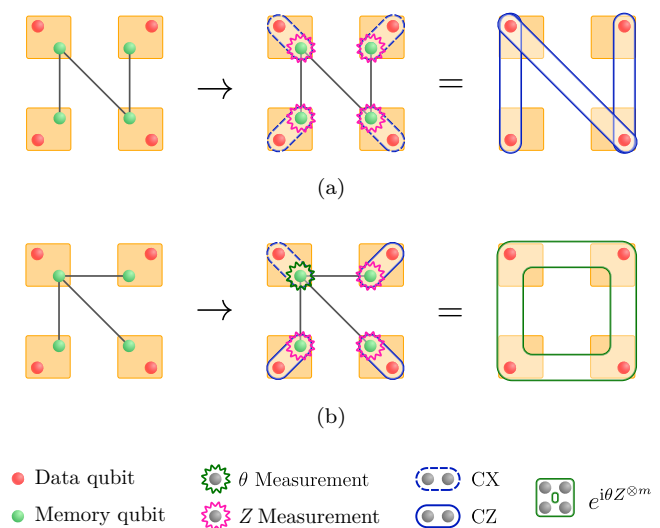 → =
(a)
→ =
(b)
Data qubit θ Measurement CX e^{iθZ^{⊗m}}
Memory qubit Z Measurement CZ